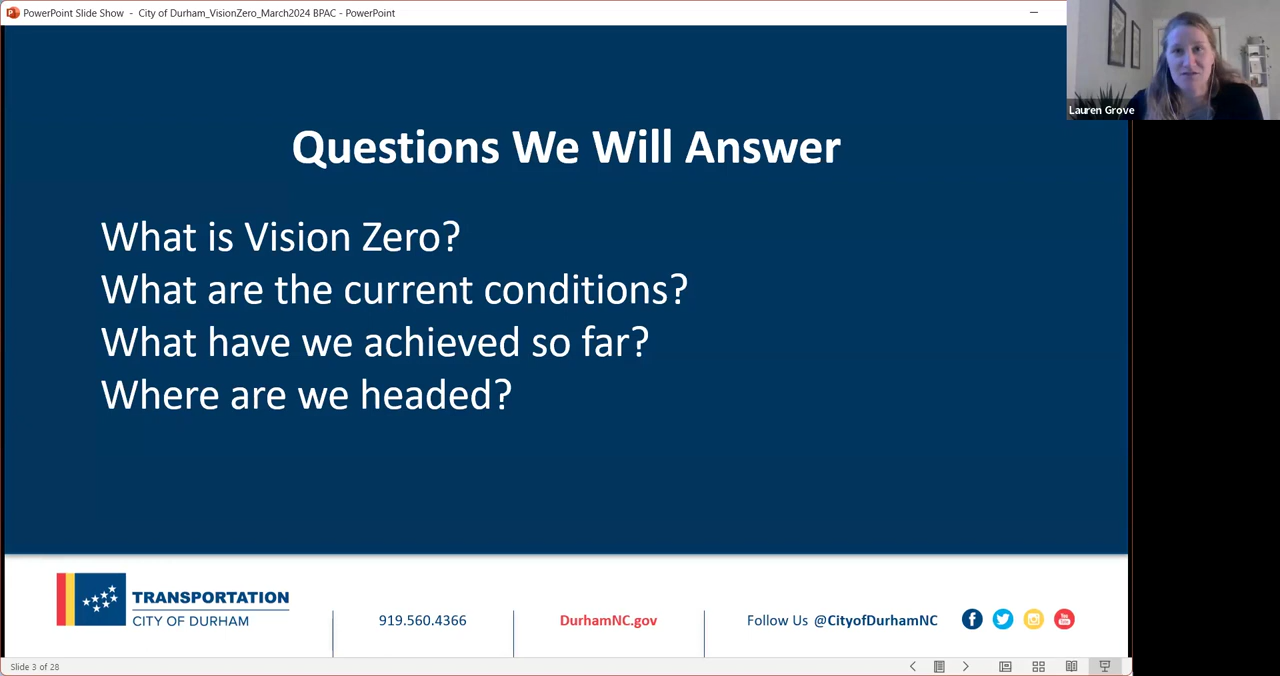 PowerPoint Slide Show - City of Durham_VisionZero_March2024 BPAC - PowerPoint
Lauren Grove
Questions We Will Answer
What is Vision Zero?
What are the current conditions?
What have we achieved so far?
Where are we headed?
TRANSPORTATION
CITY OF DURHAM
919.560.4366
DurhamNC.gov
Follow Us @CityofDurhamNC
You Tube
Slide 3 of 28